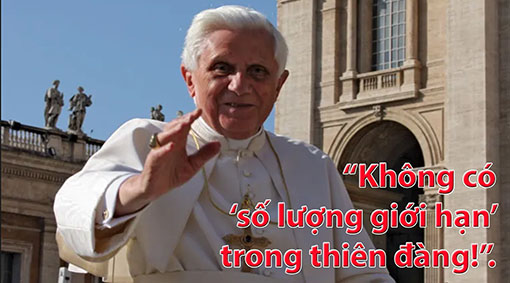 “Không có
‘số lượng giới hạn’
trong thiên đàng!”.